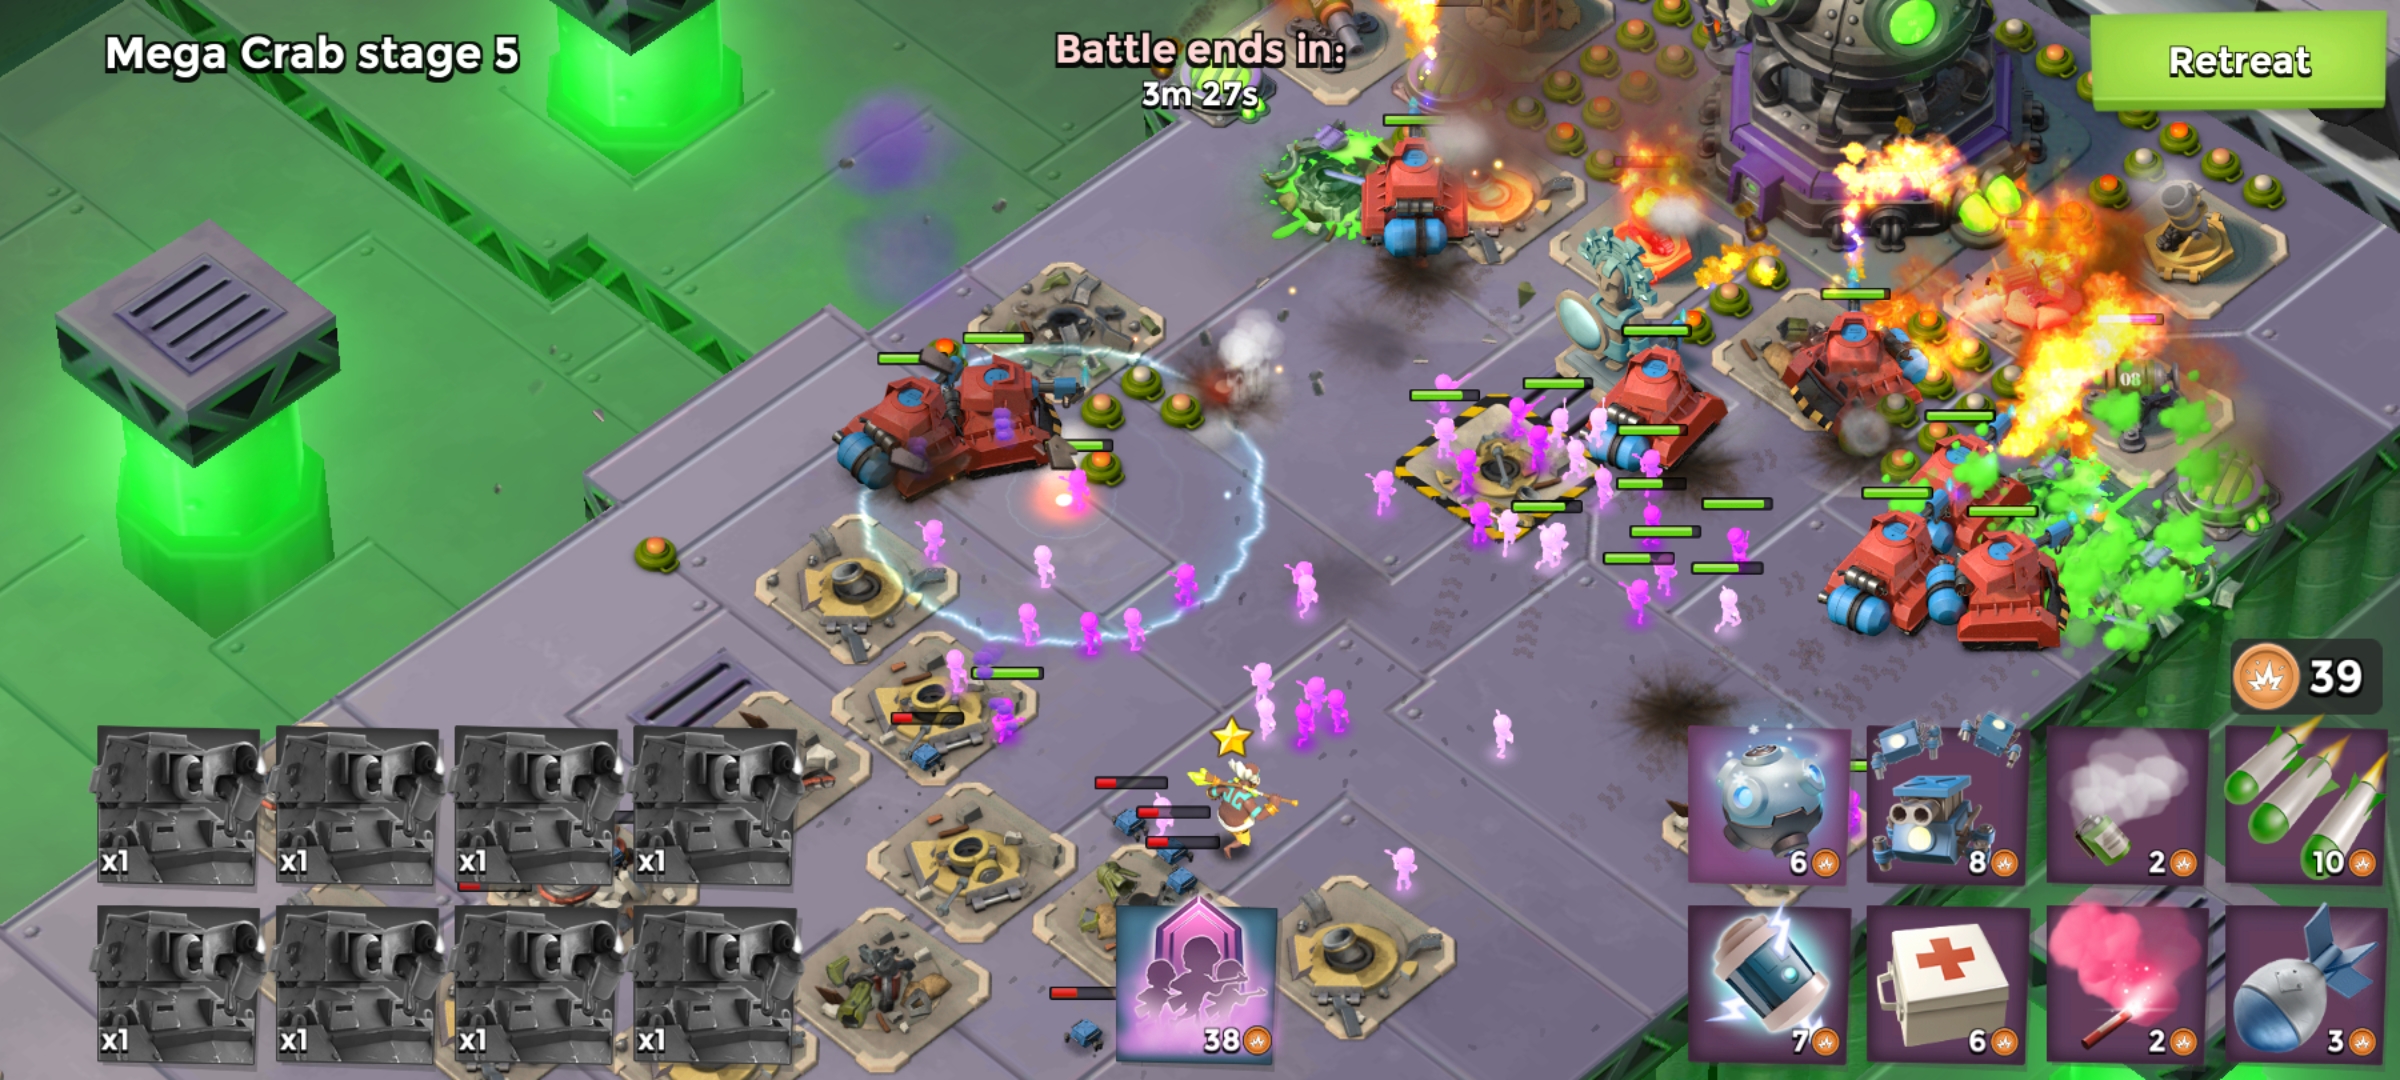 Mega Crab stage 5
Battle ends in:
3m 27s
Retreat
08
39
x1
x1
x1
x1
6
8
2
10
x1
x1
x1
x1
38
7
6
2
3